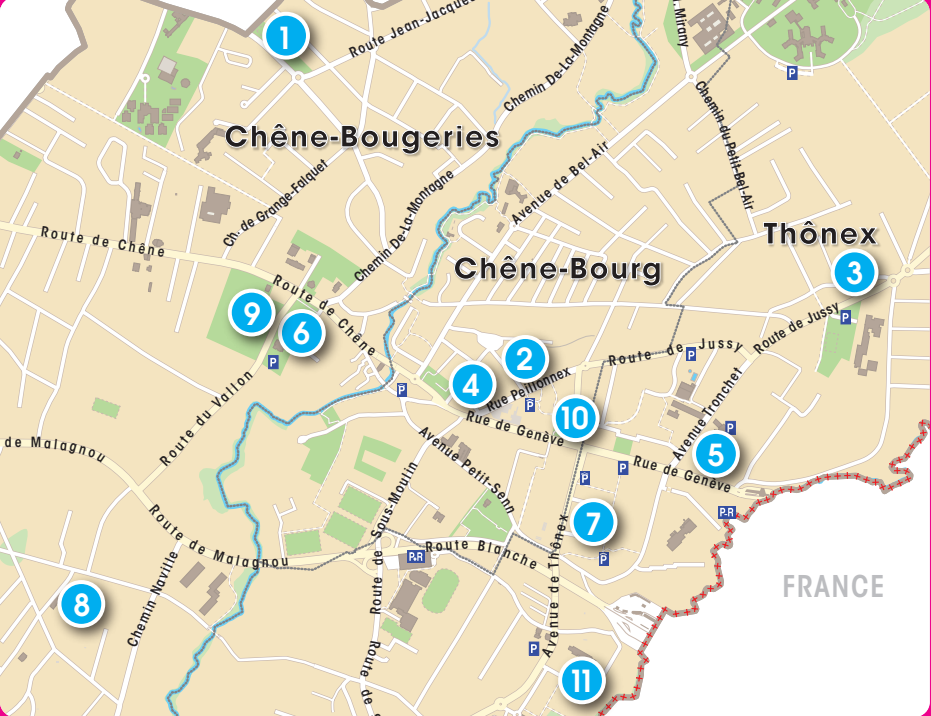 1
Route Jean-Jacques
Chemin De-La-Montagne
Mirany
P
Chêne-Bougeries
Chemin du Petit-Bel-Air
Avenue de Bel-Air
Ch. de Grange-Falquet
Chemin De-La-Montagne
Thônex
Route de Chêne
Chêne-Bourg
3
Route de Chêne
9
6
P
Route de Jussy
P
Route de Jussy
P
2
4
Rue Peillonnex
P
P
Route du Vallon
Avenue Tronchet
10
Rue de Genève
P
de Malagnou
Avenue Petit-Senn
5
Rue de Genève
P
P
Route de Sous-Moulin
P+R
7
Route de Malagnou
Route Blanche
P+R
P
Avenue de Thônex
FRANCE
8
Chemin Naville
Route de
P
11